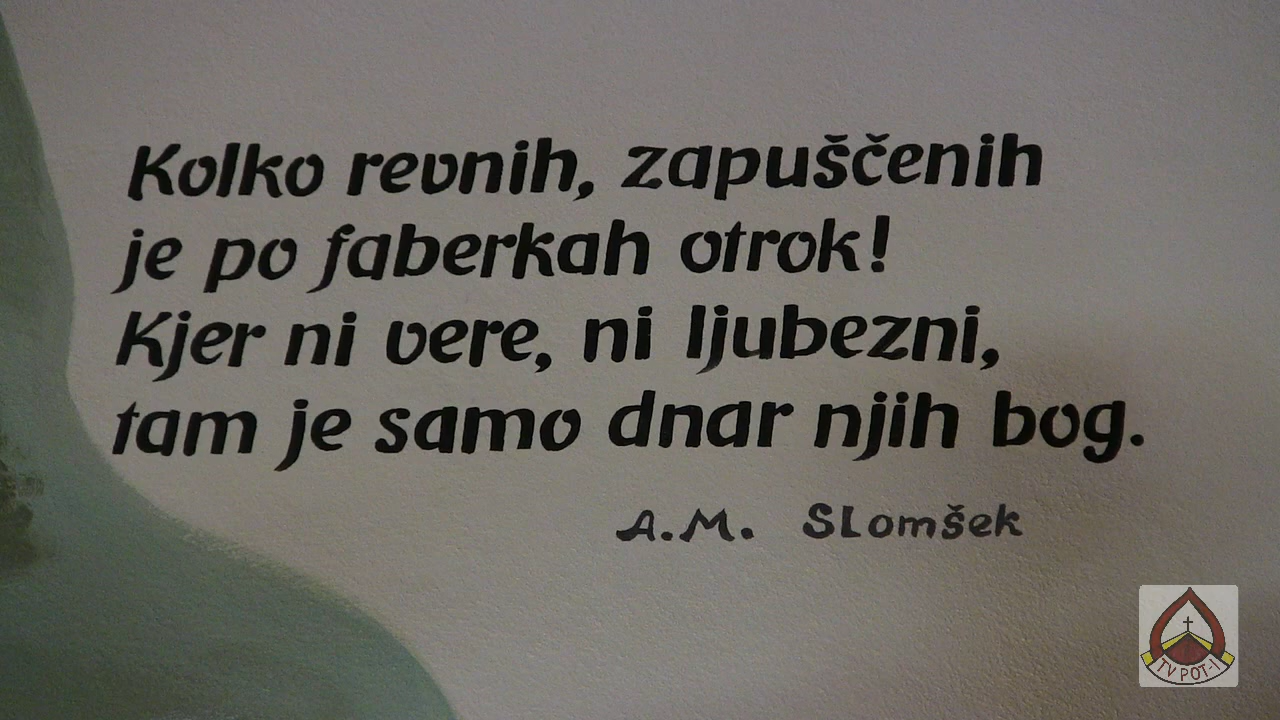 Kolko revnih, zapuščenih
je po faberkah otrok!
Kjer ni vere, ni ljubezni,
tam je samo dnar njih bog.
A.M. SLomšek
TV POT-1